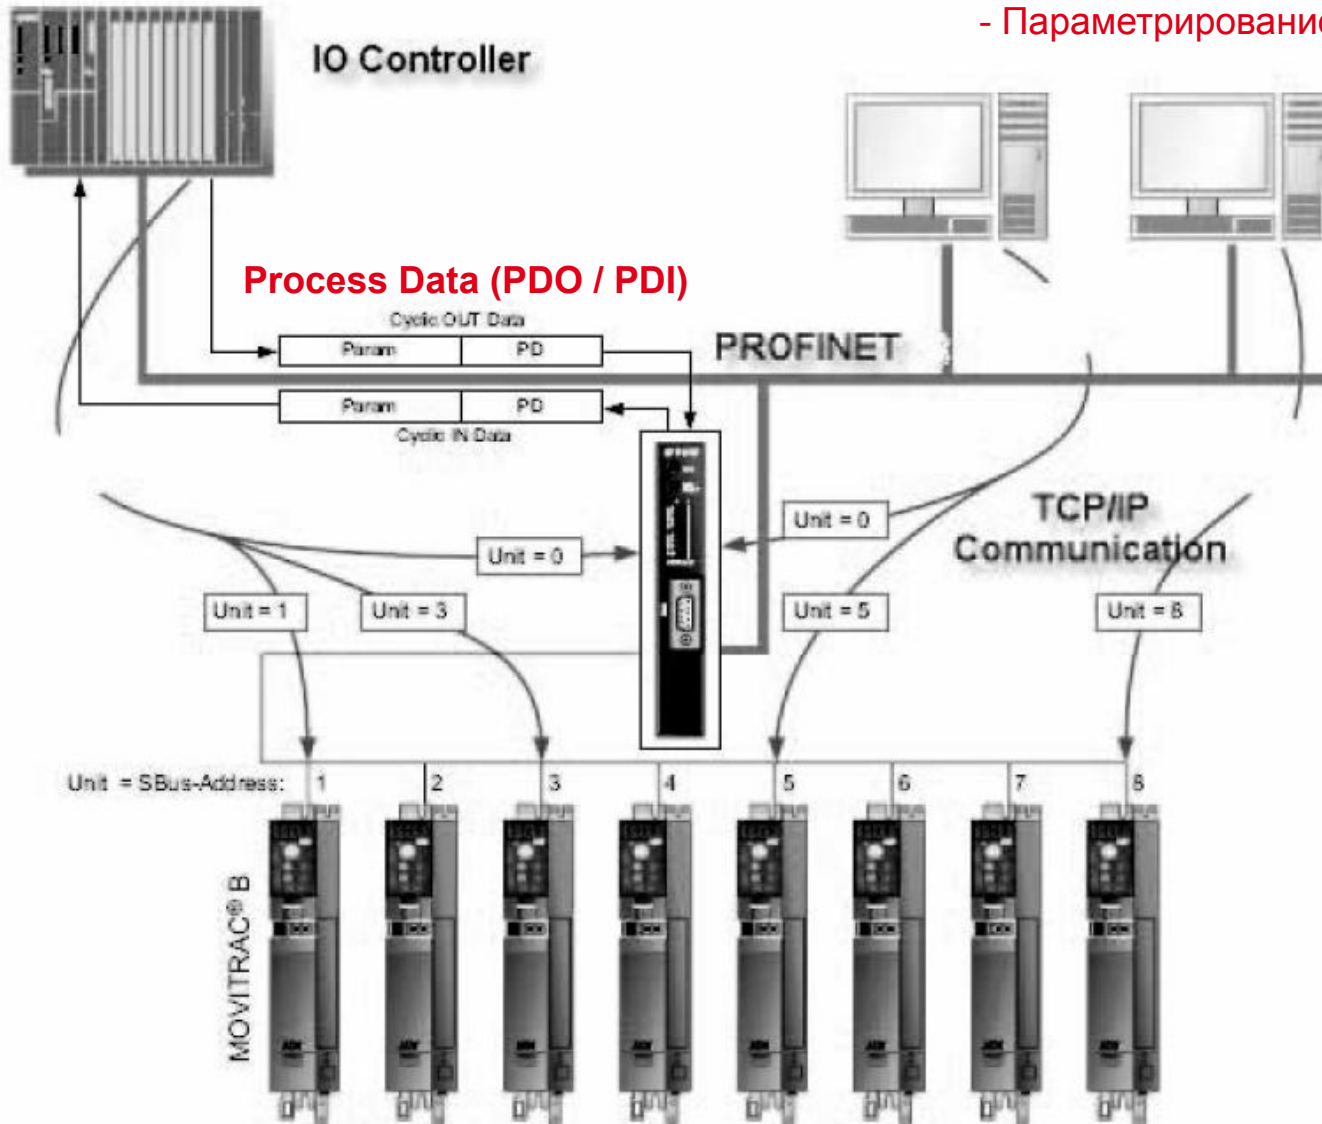 - Параметрирование
IO Controller
Process Data (PDO / PDI)
Cyclic OUT Data
Param PD
PROFINET
Param PD
Cyclic IN Data
TCP/IP
Communication
Unit = 0
Unit = 0
Unit = 1
Unit = 3
Unit = 5
Unit = 8
Unit = SBus-Address: 1 2 3 4 5 6 7 8
MOVITRAC® B